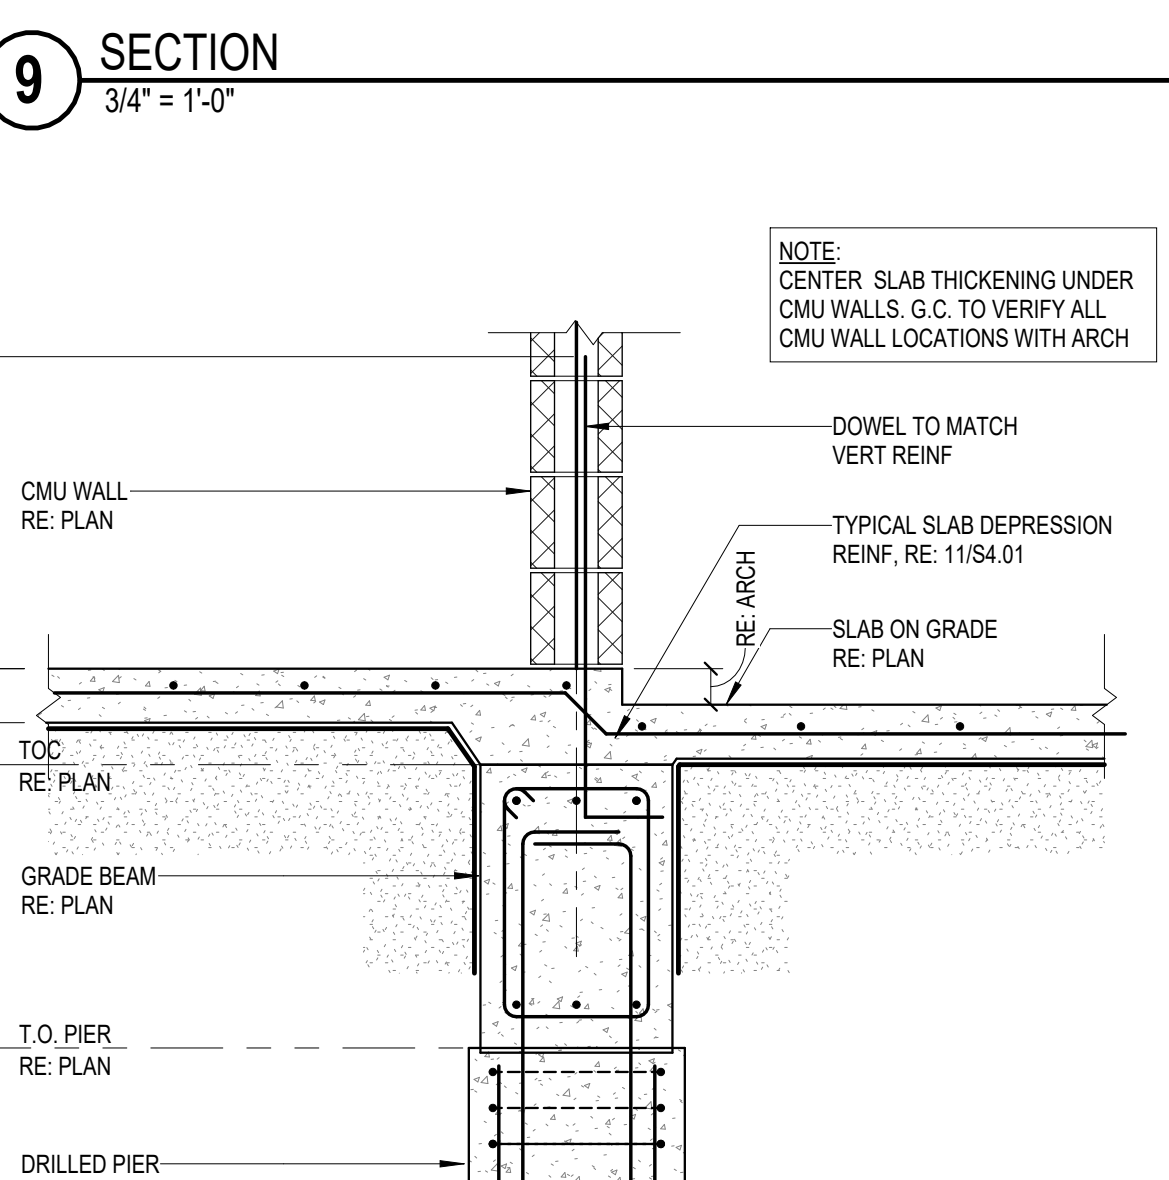 9
SECTION
3/4" = 1'-0"
NOTE:
CENTER SLAB THICKENING UNDER
CMU WALLS. G.C. TO VERIFY ALL
CMU WALL LOCATIONS WITH ARCH
DOWEL TO MATCH
VERT REINF
CMU WALL
RE: PLAN
TYPICAL SLAB DEPRESSION
REINF, RE: 11/S4.01
RE: ARCH
SLAB ON GRADE
RE: PLAN
TOC
RE: PLAN
GRADE BEAM
RE: PLAN
T.O. PIER
RE: PLAN
DRILLED PIER